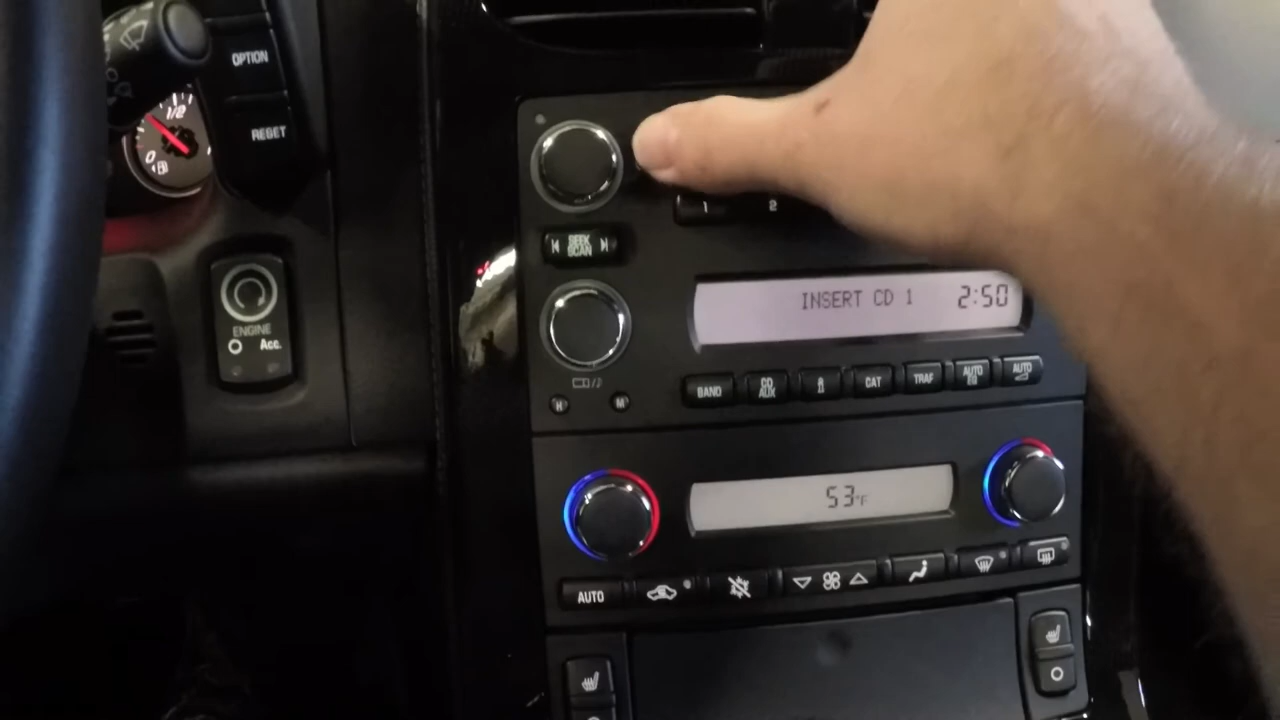 OPTION
1/2
RESET
0
1 2
SEEK
SCAN
ENGINE
Acc.
INSERT CD 1 2:50
BAND
CD
AUX
CAT
TRAF
AUTO
EQ
AUTO
H
M
53°F
AUTO